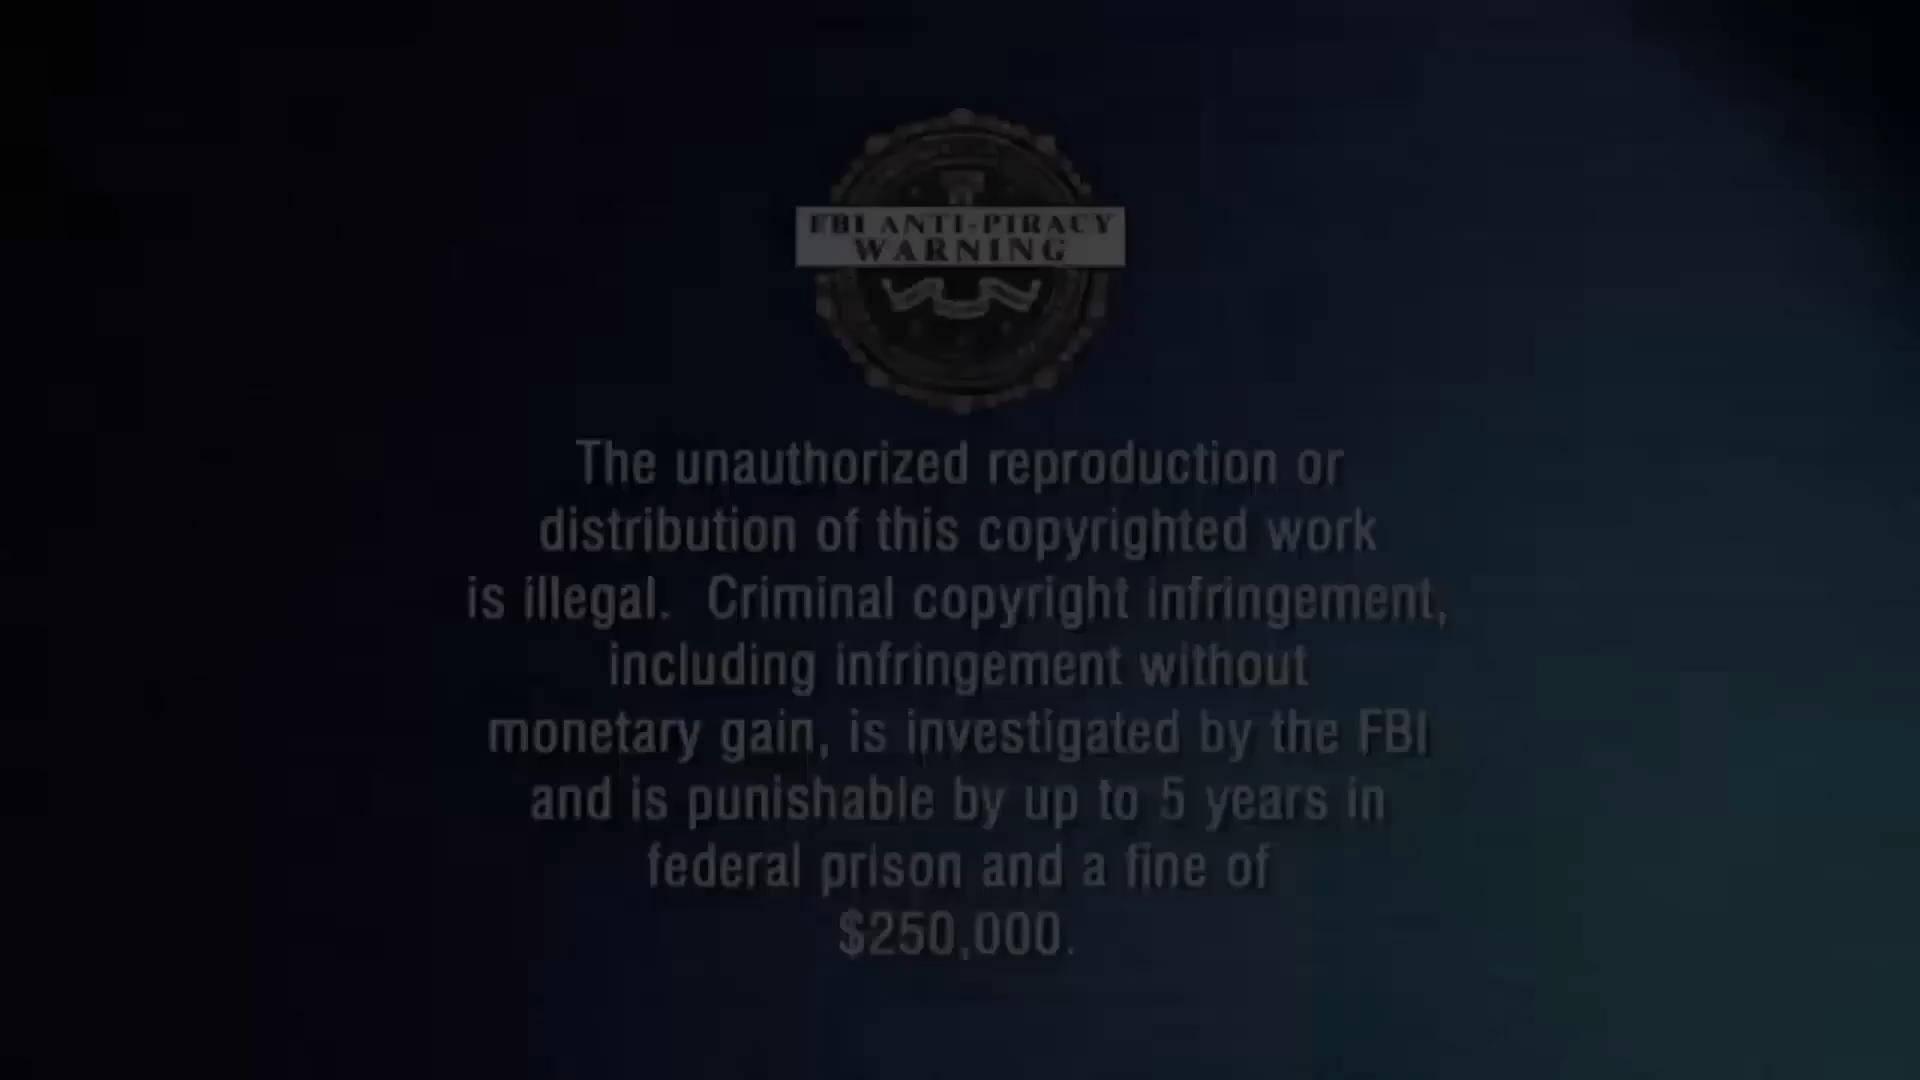 FBI ANTI-PIRACY
WARNING
The unauthorized reproduction or
distribution of this copyrighted work
is illegal.  Criminal copyright infringement,
including infringement without
monetary gain, is investigated by the FBI
and is punishable by up to 5 years in
federal prison and a fine of
$250,000.